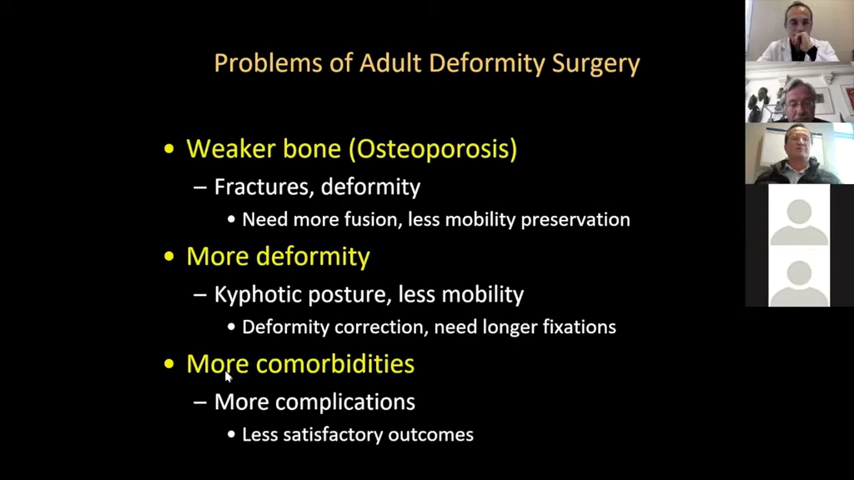 Problems of Adult Deformity Surgery
• Weaker bone (Osteoporosis)
– Fractures, deformity
• Need more fusion, less mobility preservation
• More deformity
– Kyphotic posture, less mobility
• Deformity correction, need longer fixations
• More comorbidities
– More complications
• Less satisfactory outcomes